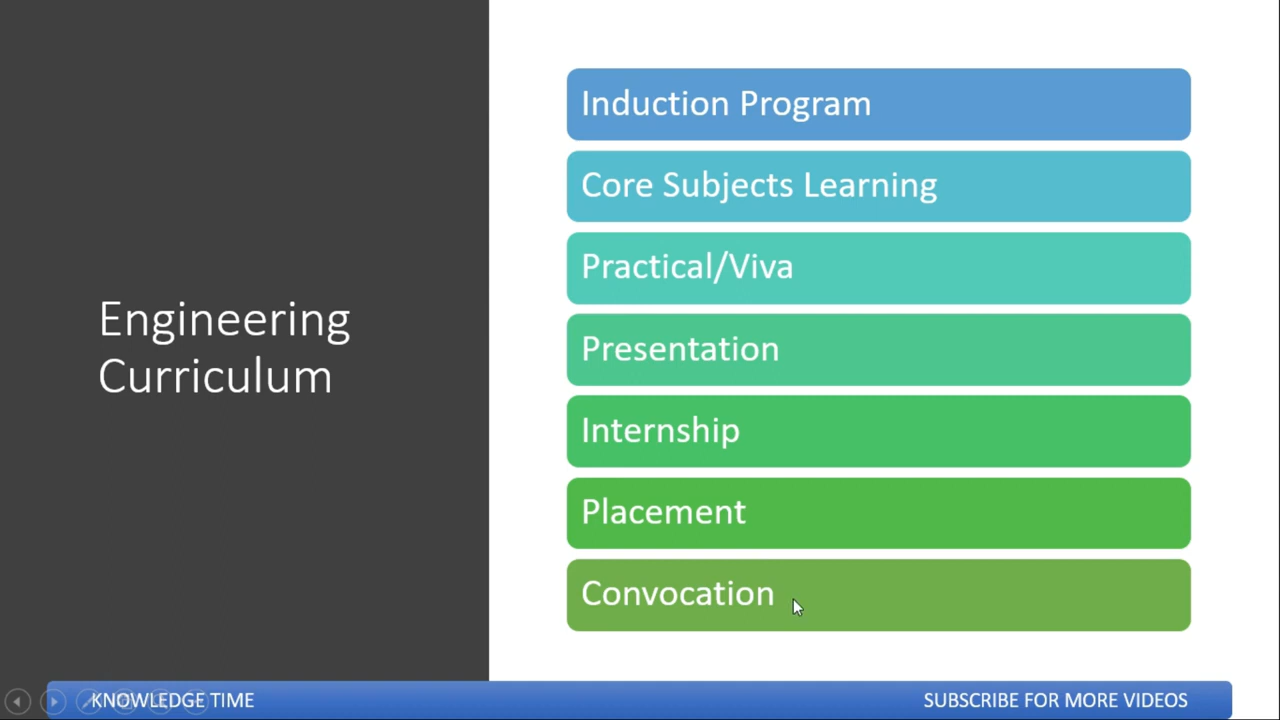 Engineering
Curriculum
Induction Program
Core Subjects Learning
Practical/Viva
Presentation
Internship
Placement
Convocation
KNOWLEDGE TIME
SUBSCRIBE FOR MORE VIDEOS